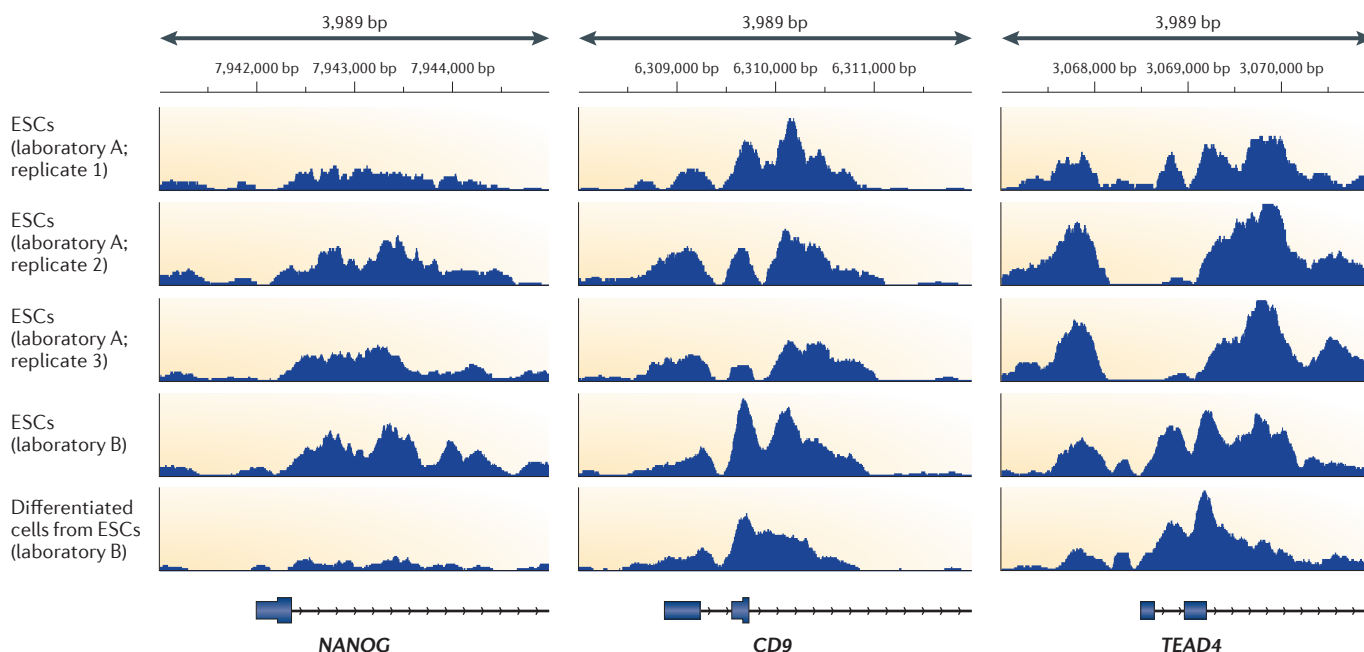 3,989 bp
3,989 bp
3,989 bp
7,942,000 bp
7,943,000 bp
7,944,000 bp
6,309,000 bp
6,310,000 bp
6,311,000 bp
3,068,000 bp
3,069,000 bp
3,070,000 bp
ESCs
(laboratory A;
replicate 1)
ESCs
(laboratory A;
replicate 2)
ESCs
(laboratory A;
replicate 3)
ESCs
(laboratory B)
Differentiated
cells from ESCs
(laboratory B)
NANOG
CD9
TEAD4